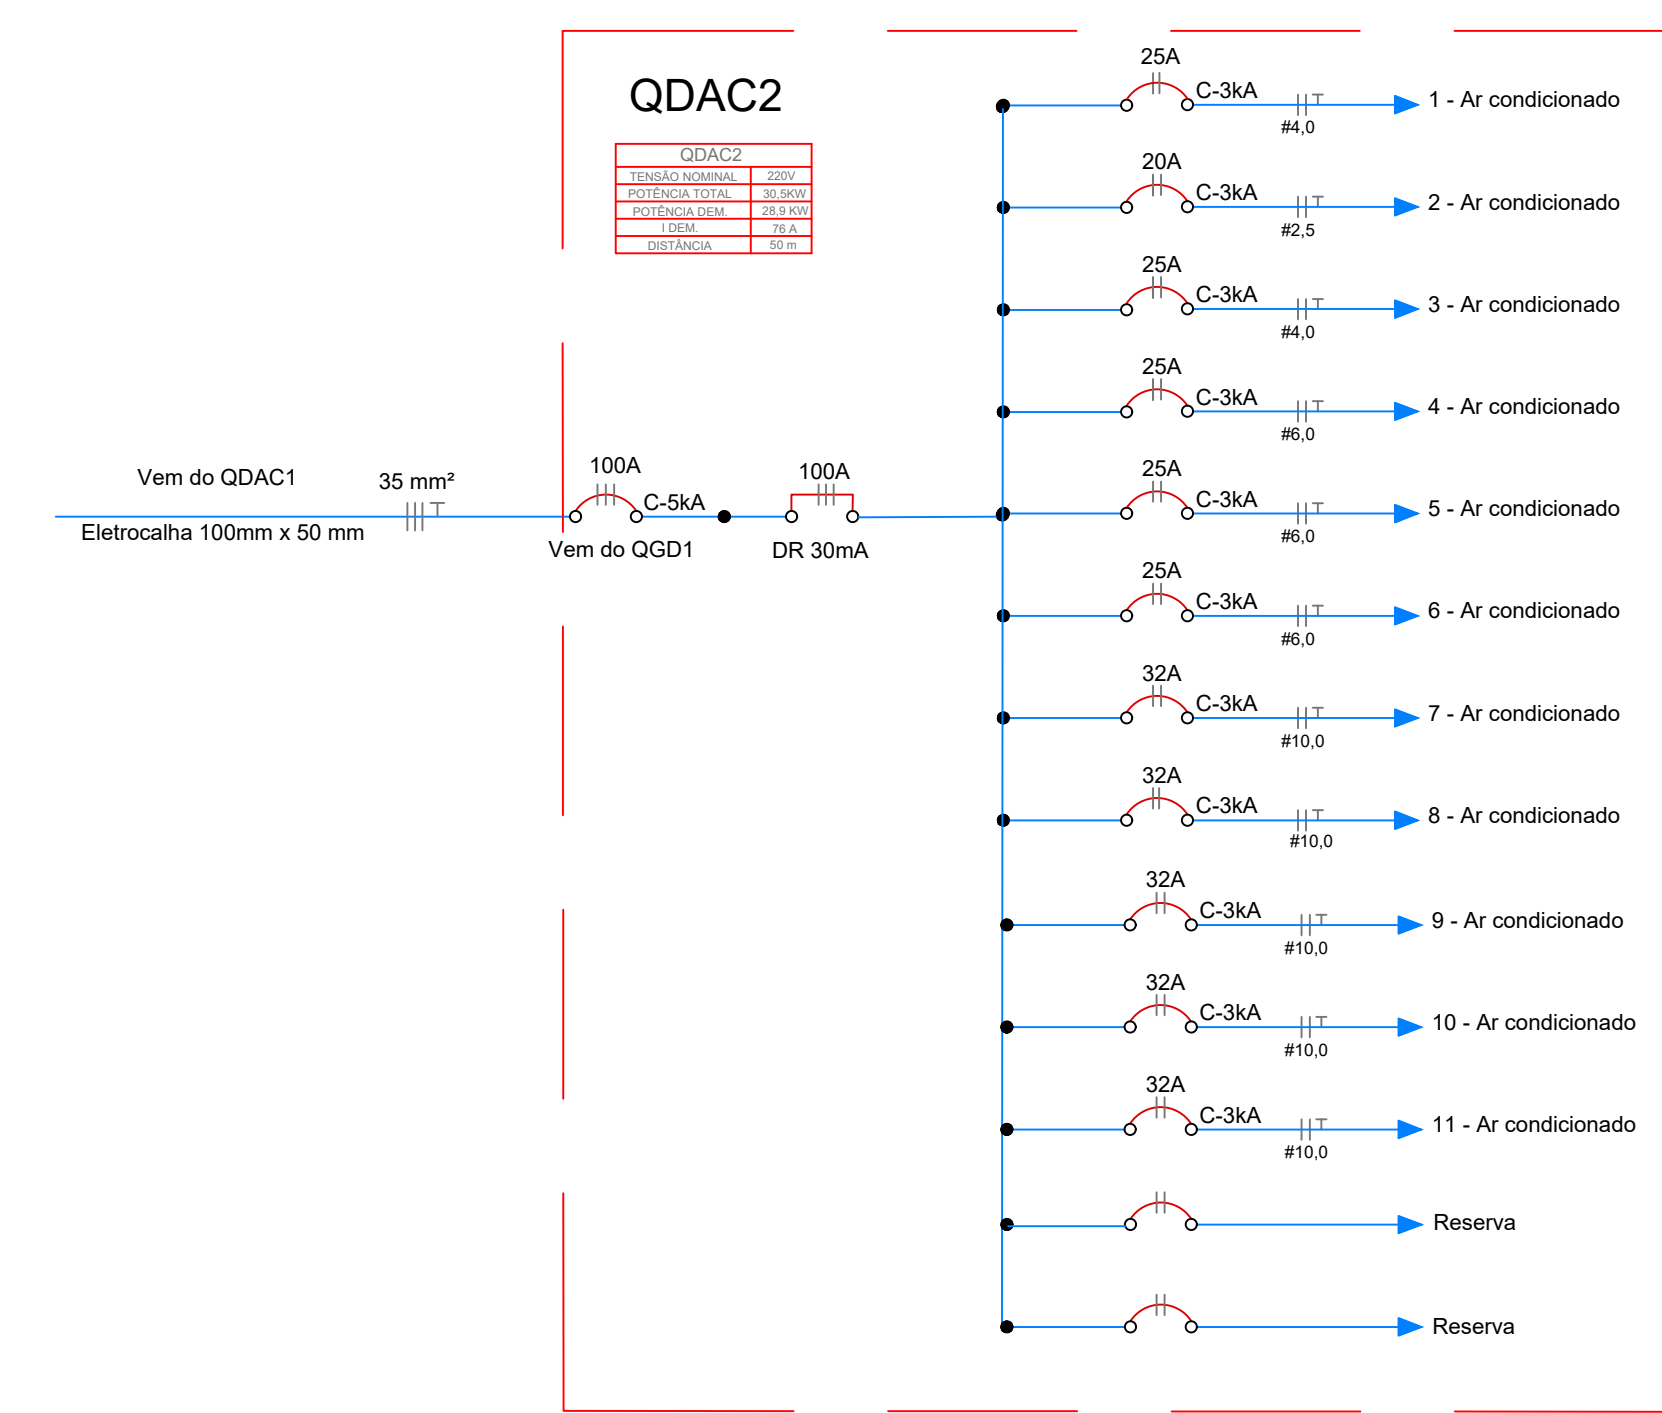 QDAC2
QDAC2
TENSÃO NOMINAL 220V
POTÊNCIA TOTAL 30,5KW
POTÊNCIA DEM. 28,9 KW
I DEM. 76 A
DISTÂNCIA 50 m
Vem do QDAC1
35 mm²
T
Eletrocalha 100mm x 50 mm
100A
C-5kA
Vem do QGD1
100A
DR 30mA
25A
C-3kA
T
#4,0
1 - Ar condicionado
20A
C-3kA
T
#2,5
2 - Ar condicionado
25A
C-3kA
T
#4,0
3 - Ar condicionado
25A
C-3kA
T
#6,0
4 - Ar condicionado
25A
C-3kA
T
#6,0
5 - Ar condicionado
25A
C-3kA
T
#6,0
6 - Ar condicionado
32A
C-3kA
T
#10,0
7 - Ar condicionado
32A
C-3kA
T
#10,0
8 - Ar condicionado
32A
C-3kA
T
#10,0
9 - Ar condicionado
32A
C-3kA
T
#10,0
10 - Ar condicionado
32A
C-3kA
T
#10,0
11 - Ar condicionado
Reserva
Reserva